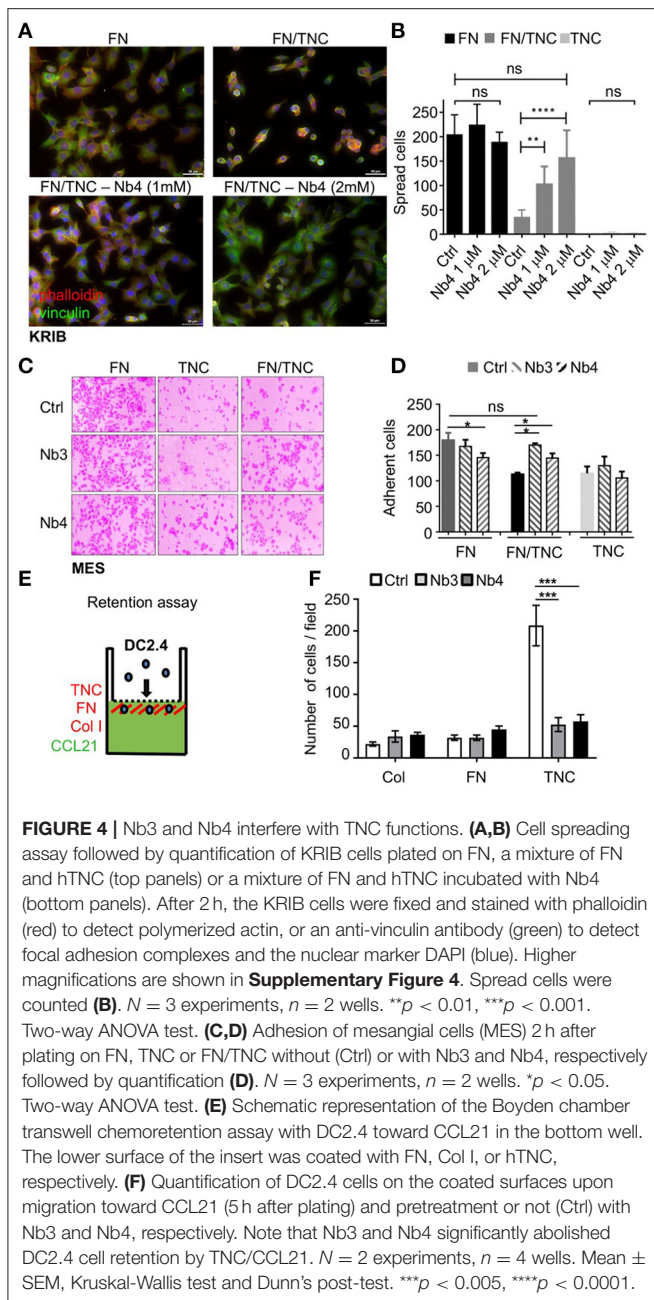 A
FN
FN/TNC
FN/TNC – Nb4 (1mM)
FN/TNC – Nb4 (2mM)
phalloidin
vinculin
KRIB
B
FN FN/TNC TNC
ns
ns
ns
****
**
Spread cells
250
200
150
100
50
0
Ctrl
Nb4 1 µM
Nb4 2 µM
Ctrl
Nb4 1 µM
Nb4 2 µM
Ctrl
Nb4 1 µM
Nb4 2 µM
C
FN TNC FN/TNC
Ctrl
Nb3
Nb4
MES
D
Ctrl Nb3 Nb4
ns
*
*
*
Adherent cells
250
200
150
100
50
0
FN FN/TNC TNC
E
Retention assay
DC2.4
TNC
FN
Col I
CCL21
F
Ctrl Nb3 Nb4
***
***
Number of cells / field
250
200
150
100
50
0
Col FN TNC
FIGURE 4 | Nb3 and Nb4 interfere with TNC functions. (A,B) Cell spreading
assay followed by quantification of KRIB cells plated on FN, a mixture of FN
and hTNC (top panels) or a mixture of FN and hTNC incubated with Nb4
(bottom panels). After 2 h, the KRIB cells were fixed and stained with phalloidin
(red) to detect polymerized actin, or an anti-vinculin antibody (green) to detect
focal adhesion complexes and the nuclear marker DAPI (blue). Higher
magnifications are shown in Supplementary Figure 4. Spread cells were
counted (B). N = 3 experiments, n = 2 wells. **p < 0.01, ***p < 0.001.
Two-way ANOVA test. (C,D) Adhesion of mesangial cells (MES) 2 h after
plating on FN, TNC or FN/TNC without (Ctrl) or with Nb3 and Nb4, respectively
followed by quantification (D). N = 3 experiments, n = 2 wells. *p < 0.05.
Two-way ANOVA test. (E) Schematic representation of the Boyden chamber
transwell chemoretention assay with DC2.4 toward CCL21 in the bottom well.
The lower surface of the insert was coated with FN, Col I, or hTNC,
respectively. (F) Quantification of DC2.4 cells on the coated surfaces upon
migration toward CCL21 (5 h after plating) and pretreatment or not (Ctrl) with
Nb3 and Nb4, respectively. Note that Nb3 and Nb4 significantly abolished
DC2.4 cell retention by TNC/CCL21. N = 2 experiments, n = 4 wells. Mean ±
SEM, Kruskal-Wallis test and Dunn's post-test. ***p < 0.005, ****p < 0.0001.